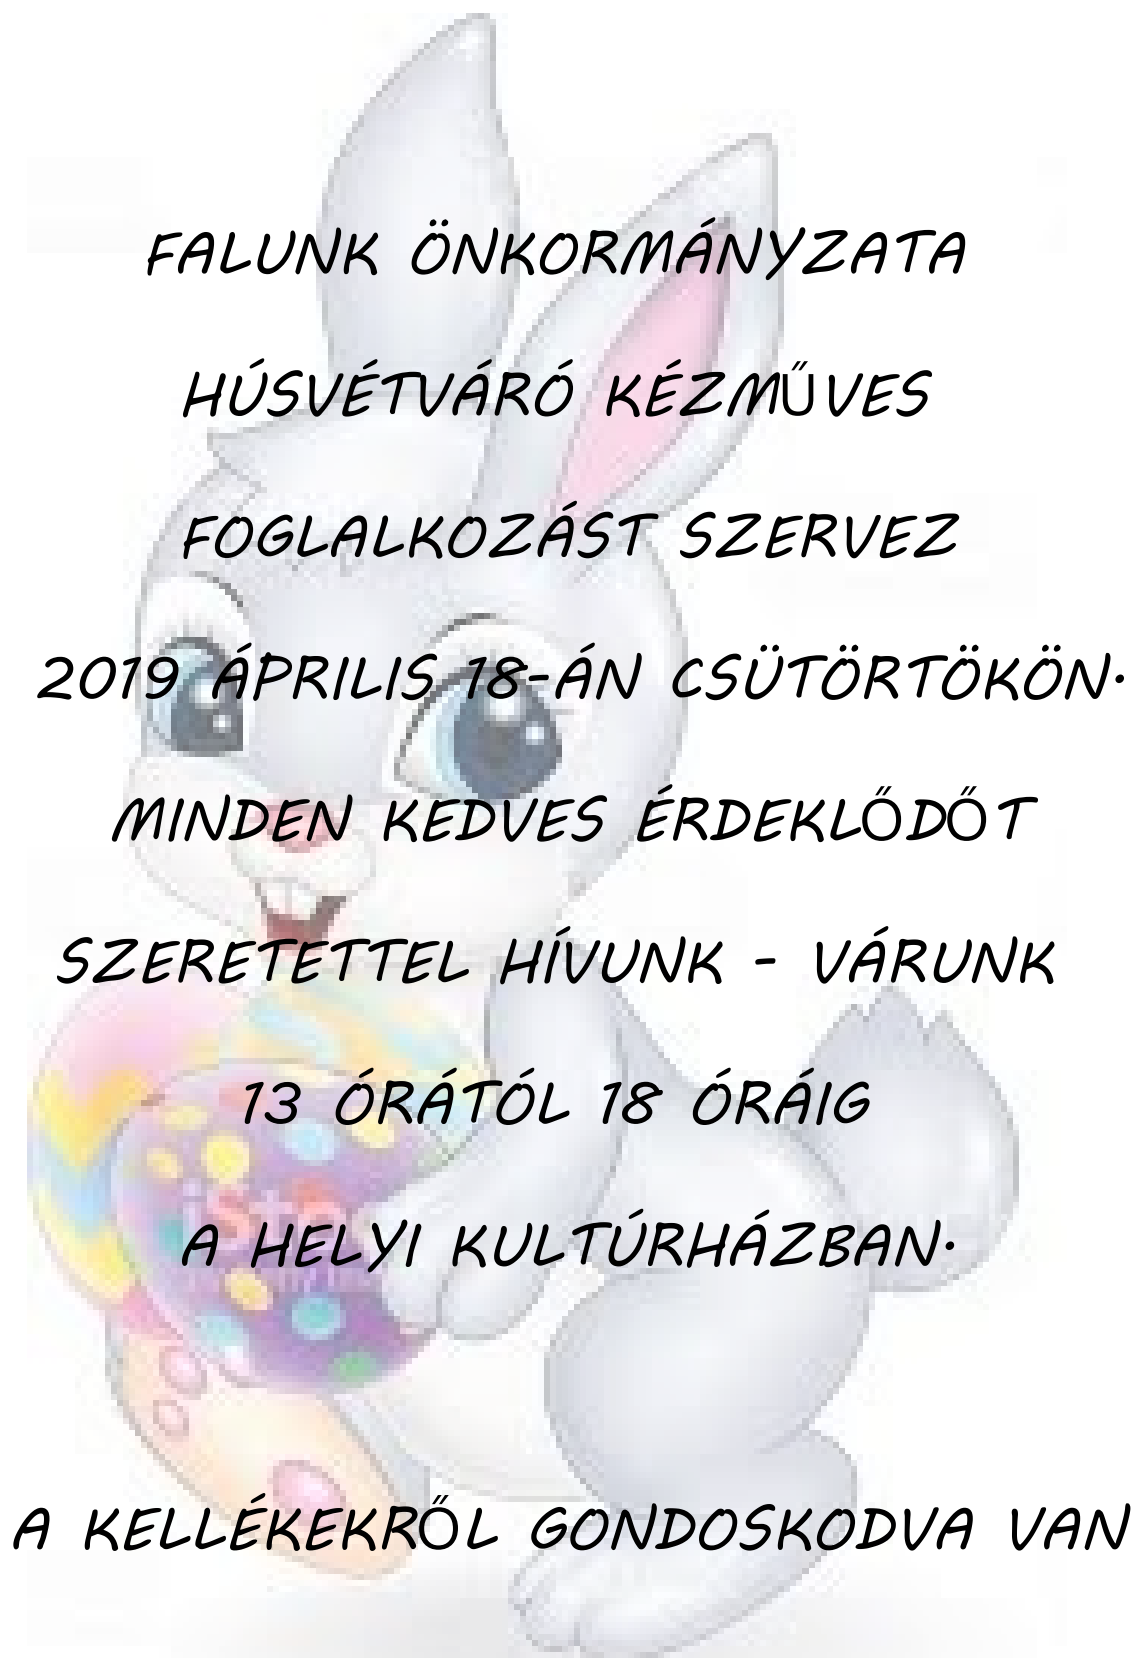 FALUNK ÖNKORMÁNYZATA
HÚSVÉTVÁRÓ KÉZMŰVES
FOGLALKOZÁST SZERVEZ
2019 ÁPRILIS 18-ÁN CSÜTÖRTÖKÖN.
MINDEN KEDVES ÉRDEKLŐDŐT
SZERETETTEL HÍVUNK - VÁRUNK
13 ÓRÁTÓL 18 ÓRÁIG
A HELYI KULTÚRHÁZBAN.
A KELLÉKEKRŐL GONDOSKODVA VAN